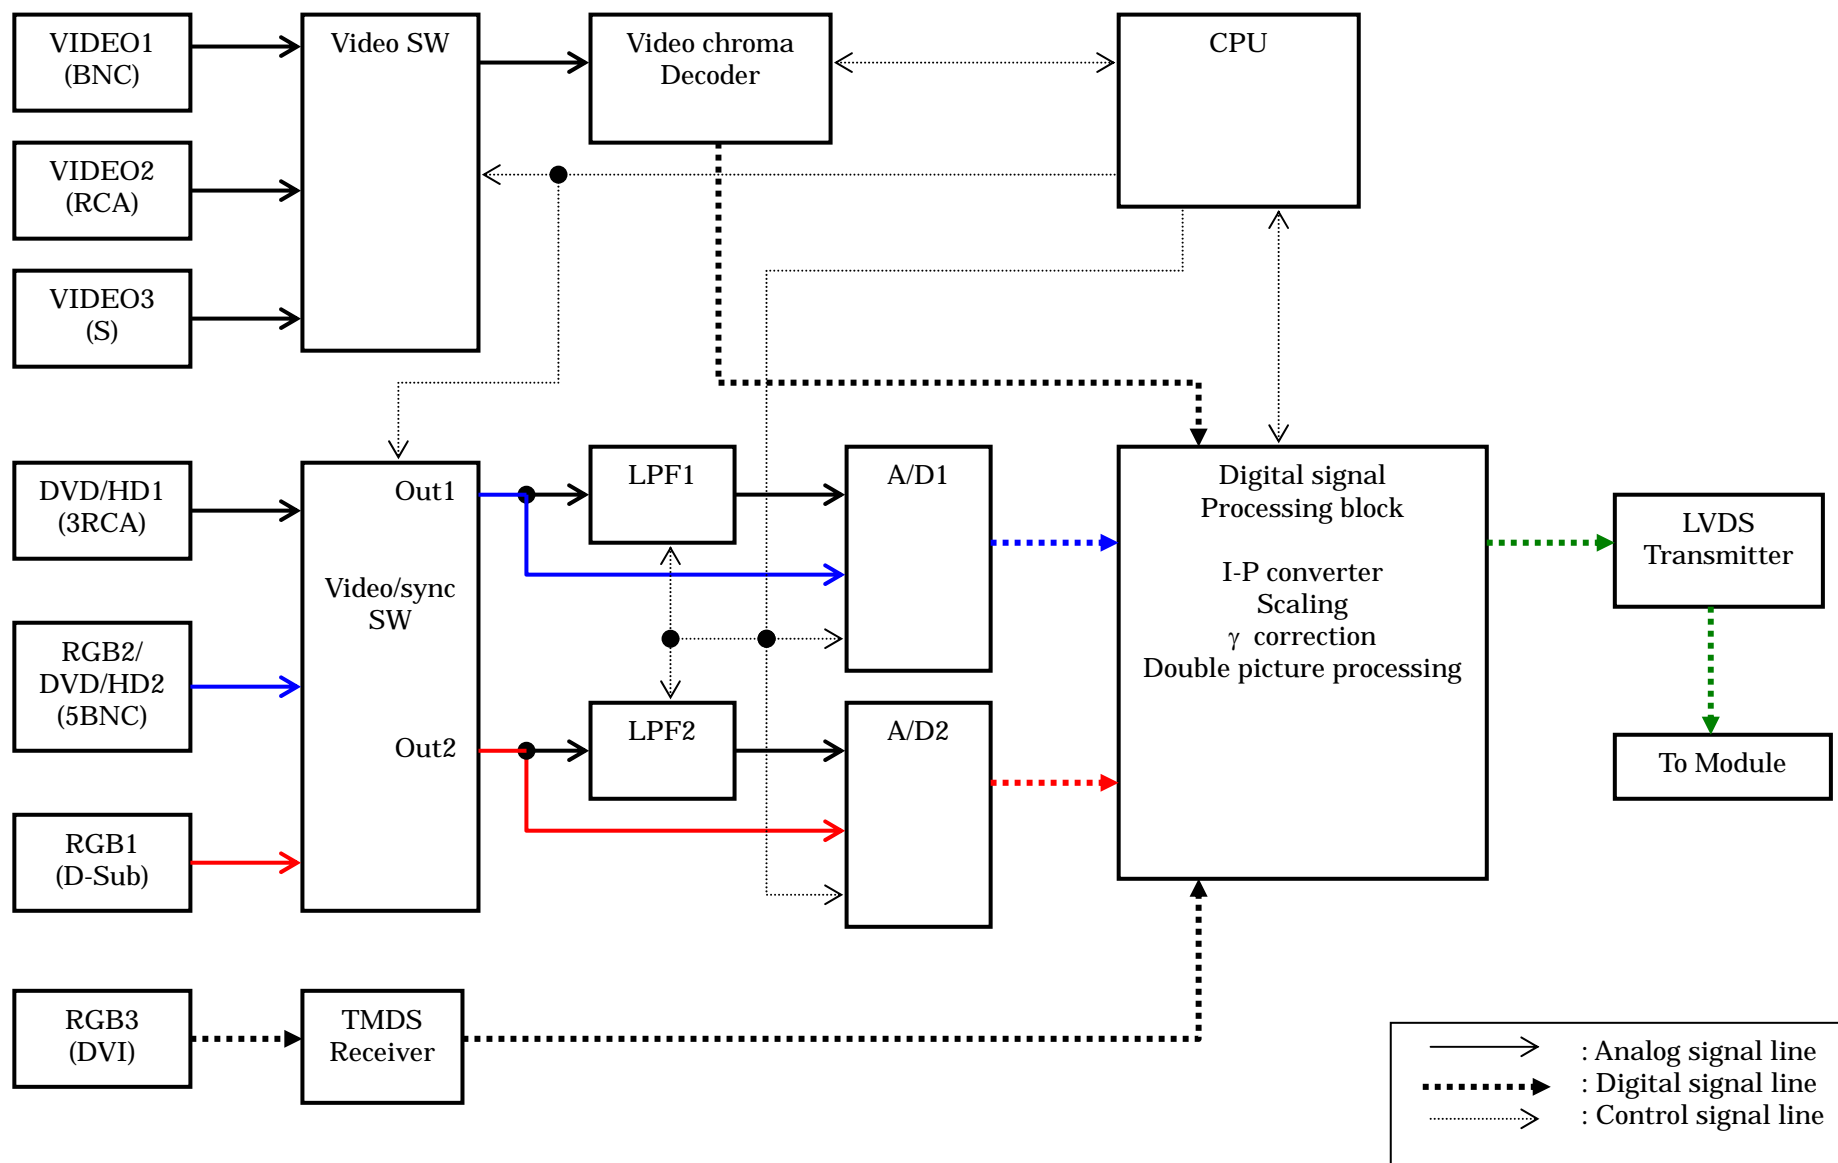 VIDEO1
(BNC)
Video SW
Video chroma
Decoder
CPU
VIDEO2
(RCA)
VIDEO3
(S)
DVD/HD1
(3RCA)
Out1
LPF1
A/D1
Digital signal
Processing block
I-P converter
Scaling
γ correction
Double picture processing
LVDS
Transmitter
Video/sync
SW
RGB2/
DVD/HD2
(5BNC)
Out2
LPF2
A/D2
To Module
RGB1
(D-Sub)
RGB3
(DVI)
TMDS
Receiver
: Analog signal line
: Digital signal line
: Control signal line